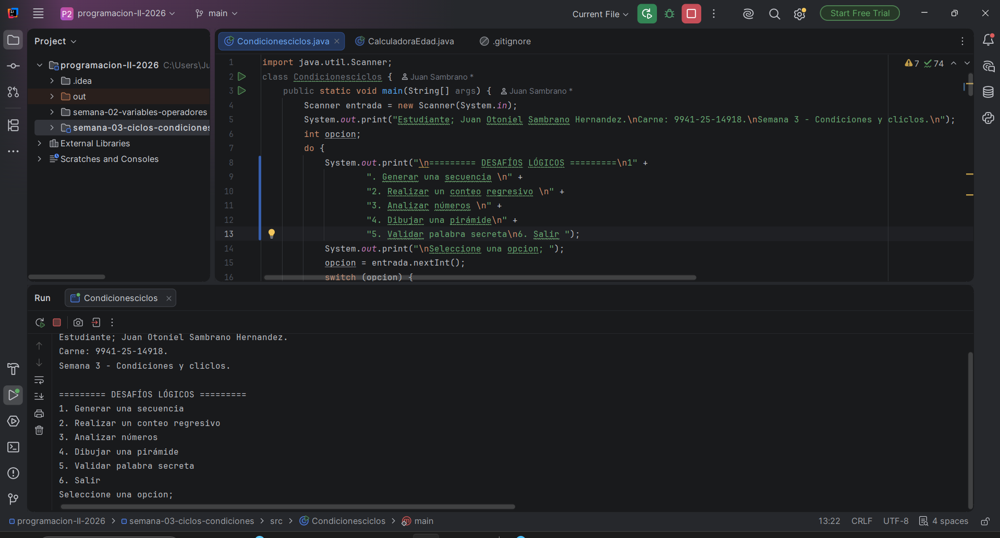 P2 programacion-II-2026 main Current File Start Free Trial
Project Condicionesciclos.java CalculadoraEdad.java .gitignore
programacion-II-2026 C:\Users\Ju
.idea
out
semana-02-variables-operadores
semana-03-ciclos-condiciones
External Libraries
Scratches and Consoles
7 74
1 import java.util.Scanner;
2 class Condicionesciclos { Juan Sambrano *
3 public static void main(String[] args) { Juan Sambrano *
4 Scanner entrada = new Scanner(System.in);
5 System.out.print("Estudiante; Juan Otoniel Sambrano Hernandez.\nCarne: 9941-25-14918.\nSemana 3 - Condiciones y cliclos.\n");
6 int opcion;
7 do {
8 System.out.print("\n========= DESAFÍOS LÓGICOS =========\n1" +
9 ". Generar una secuencia \n" +
10 "2. Realizar un conteo regresivo \n" +
11 "3. Analizar números \n" +
12 "4. Dibujar una pirámide\n" +
13 "5. Validar palabra secreta\n6. Salir ");
14 System.out.print("\nSeleccione una opcion; ");
15 opcion = entrada.nextInt();
16 switch (opcion) {
Run Condicionesciclos
Estudiante; Juan Otoniel Sambrano Hernandez.
Carne: 9941-25-14918.
Semana 3 - Condiciones y cliclos.
========= DESAFÍOS LÓGICOS =========
1. Generar una secuencia
2. Realizar un conteo regresivo
3. Analizar números
4. Dibujar una pirámide
5. Validar palabra secreta
6. Salir
Seleccione una opcion;
programacion-II-2026 > semana-03-ciclos-condiciones > src > Condicionesciclos > main 13:22 CRLF UTF-8 4 spaces